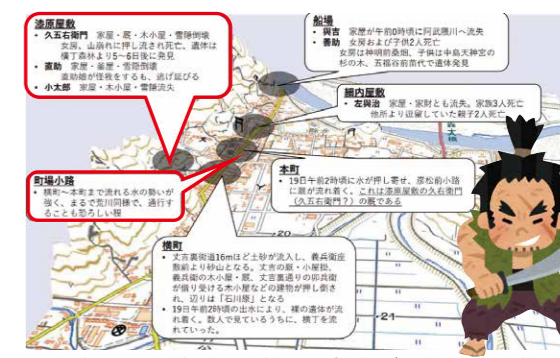 漆原屋敷
• 久五右衛門 家屋・厩・木小屋・雪隠倒壊
女房、山崩れに押し流され死亡、遺体は
横丁森林より5〜6日後に発見
• 直助 家屋・釜屋・雪隠倒壊
直助娘が怪我をするも、逃げ延びる
• 小太郎 家屋・木小屋・雪隠流失
船場
• 與吉 家屋が午前0時に阿武隈川へ流失
• 善助 女房および子供2人死亡
女房は神明前桑畑、子供は中島天神宮の
杉の木、五福谷前苗代で遺体発見
細内屋敷
• 左與治 家屋・家財とも流失。家族3人死亡
他所より逗留していた親子2人死亡
町場小路
• 横町〜本町まで流れる水の勢いが
強く、まるで荒川同様で、通行す
ることも恐ろしい程
本町
• 19日午前2時頃に水が押し寄せ、彦松前小路
に厩が流れ着く。これは漆原屋敷の久右衛門
（久五右衛門？）の厩である
横町
• 丈吉裏街道16mほど土砂が流入し、義兵衛座
敷前より砂山となる。丈吉の厩・小屋掛、
義兵衛の木小屋・厩、丈吉裏通りの卯兵衛
が借り受ける木小屋などの建物が押し倒さ
れ、辺りは「石川原」となる
• 19日午前2時頃の出水により、裸の遺体が流
れ着く。数人で見ているうちに、横丁を流
れていった。
20
21